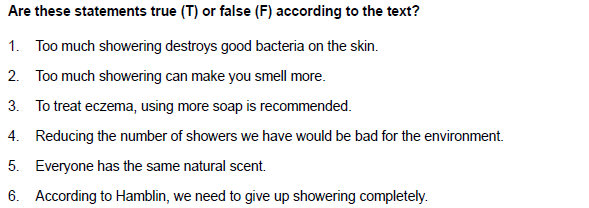 Are these statements true (T) or false (F) according to the text?
1. Too much showering destroys good bacteria on the skin.
2. Too much showering can make you smell more.
3. To treat eczema, using more soap is recommended.
4. Reducing the number of showers we have would be bad for the environment.
5. Everyone has the same natural scent.
6. According to Hamblin, we need to give up showering completely.